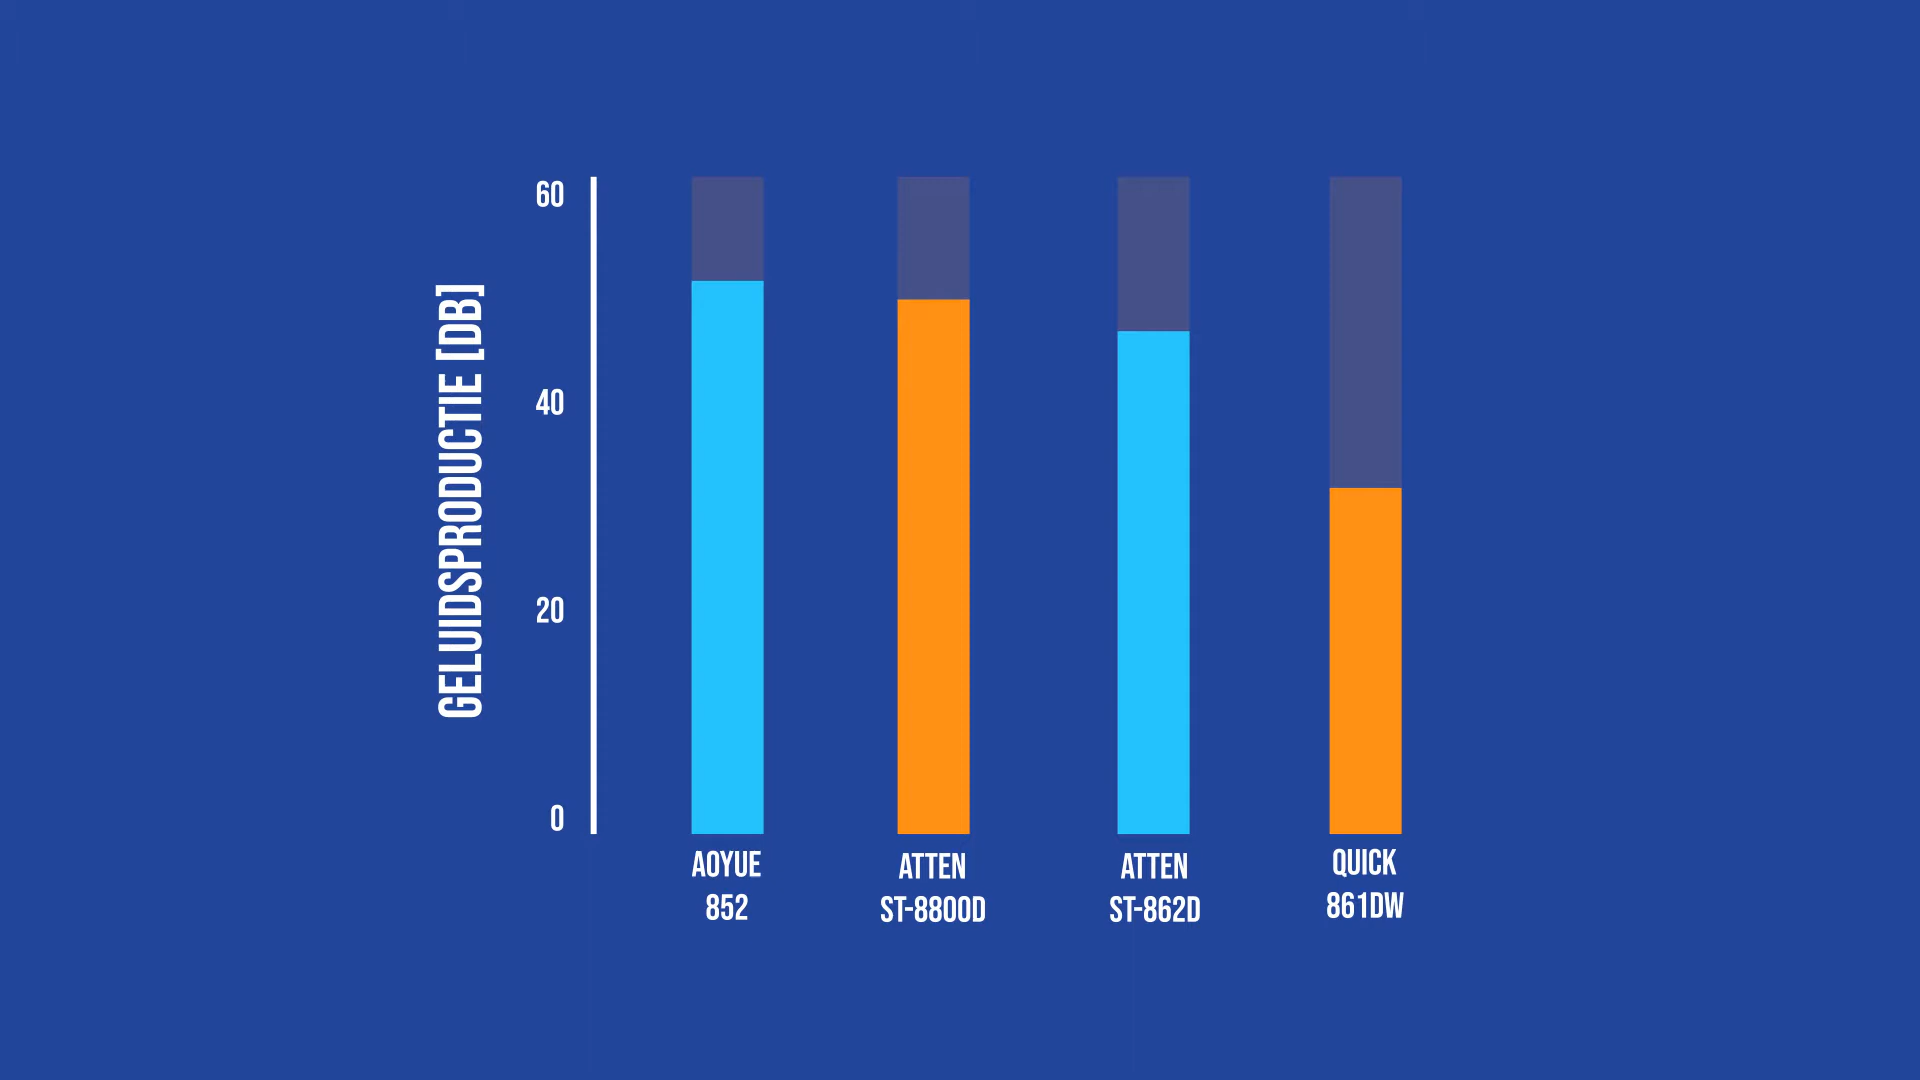 GELUIDSPRODUCTIE [DB]
60
40
20
0
AOYUE
852
ATTEN
ST-8800D
ATTEN
ST-862D
QUICK
861DW